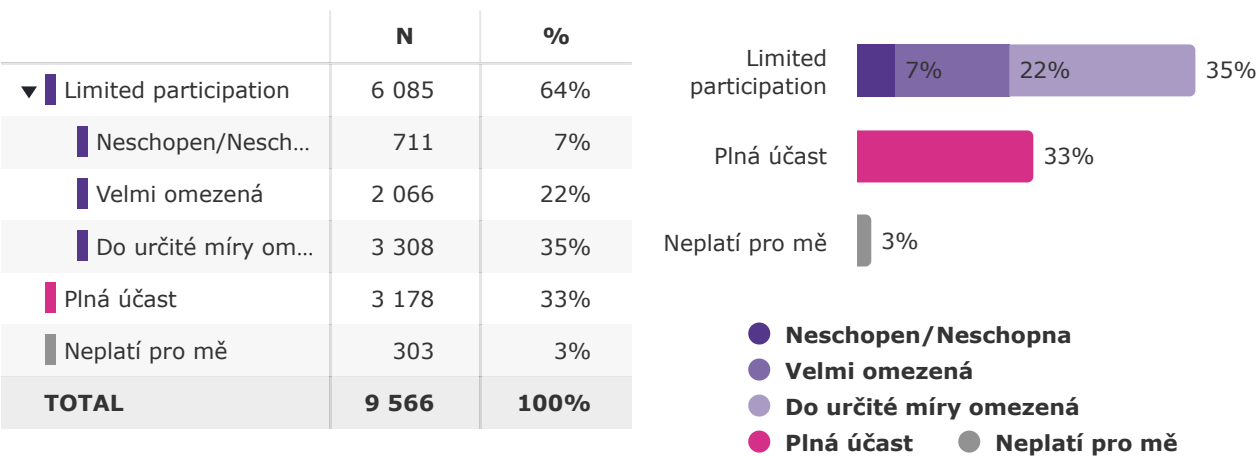 N %
Limited participation 6 085 64%
Neschopen/Nesch... 711 7%
Velmi omezená 2 066 22%
Do určité míry om... 3 308 35%
Plná účast 3 178 33%
Neplatí pro mě 303 3%
TOTAL 9 566 100%
Limited
participation
7% 22% 35%
Plná účast 33%
Neplatí pro mě 3%
Neschopen/Neschopna
Velmi omezená
Do určité míry omezená
Plná účast Neplatí pro mě